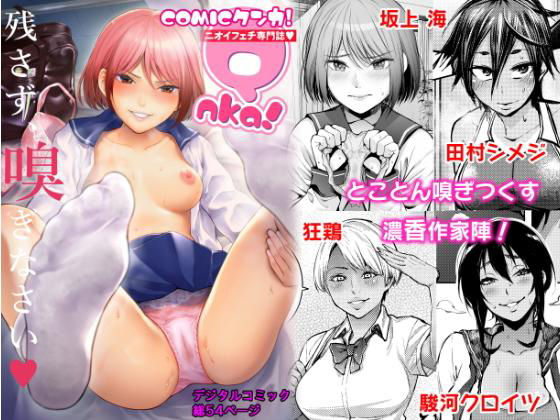 COMICクンカ!
ニオイフェチ専門誌♥
nka!
残さず、
嗅ぎなさい♥
デジタルコミック
総54ページ
坂上 海
田村シメジ
とことん嗅ぎつくす
濃香作家陣！
狂鶏
駿河クロイツ